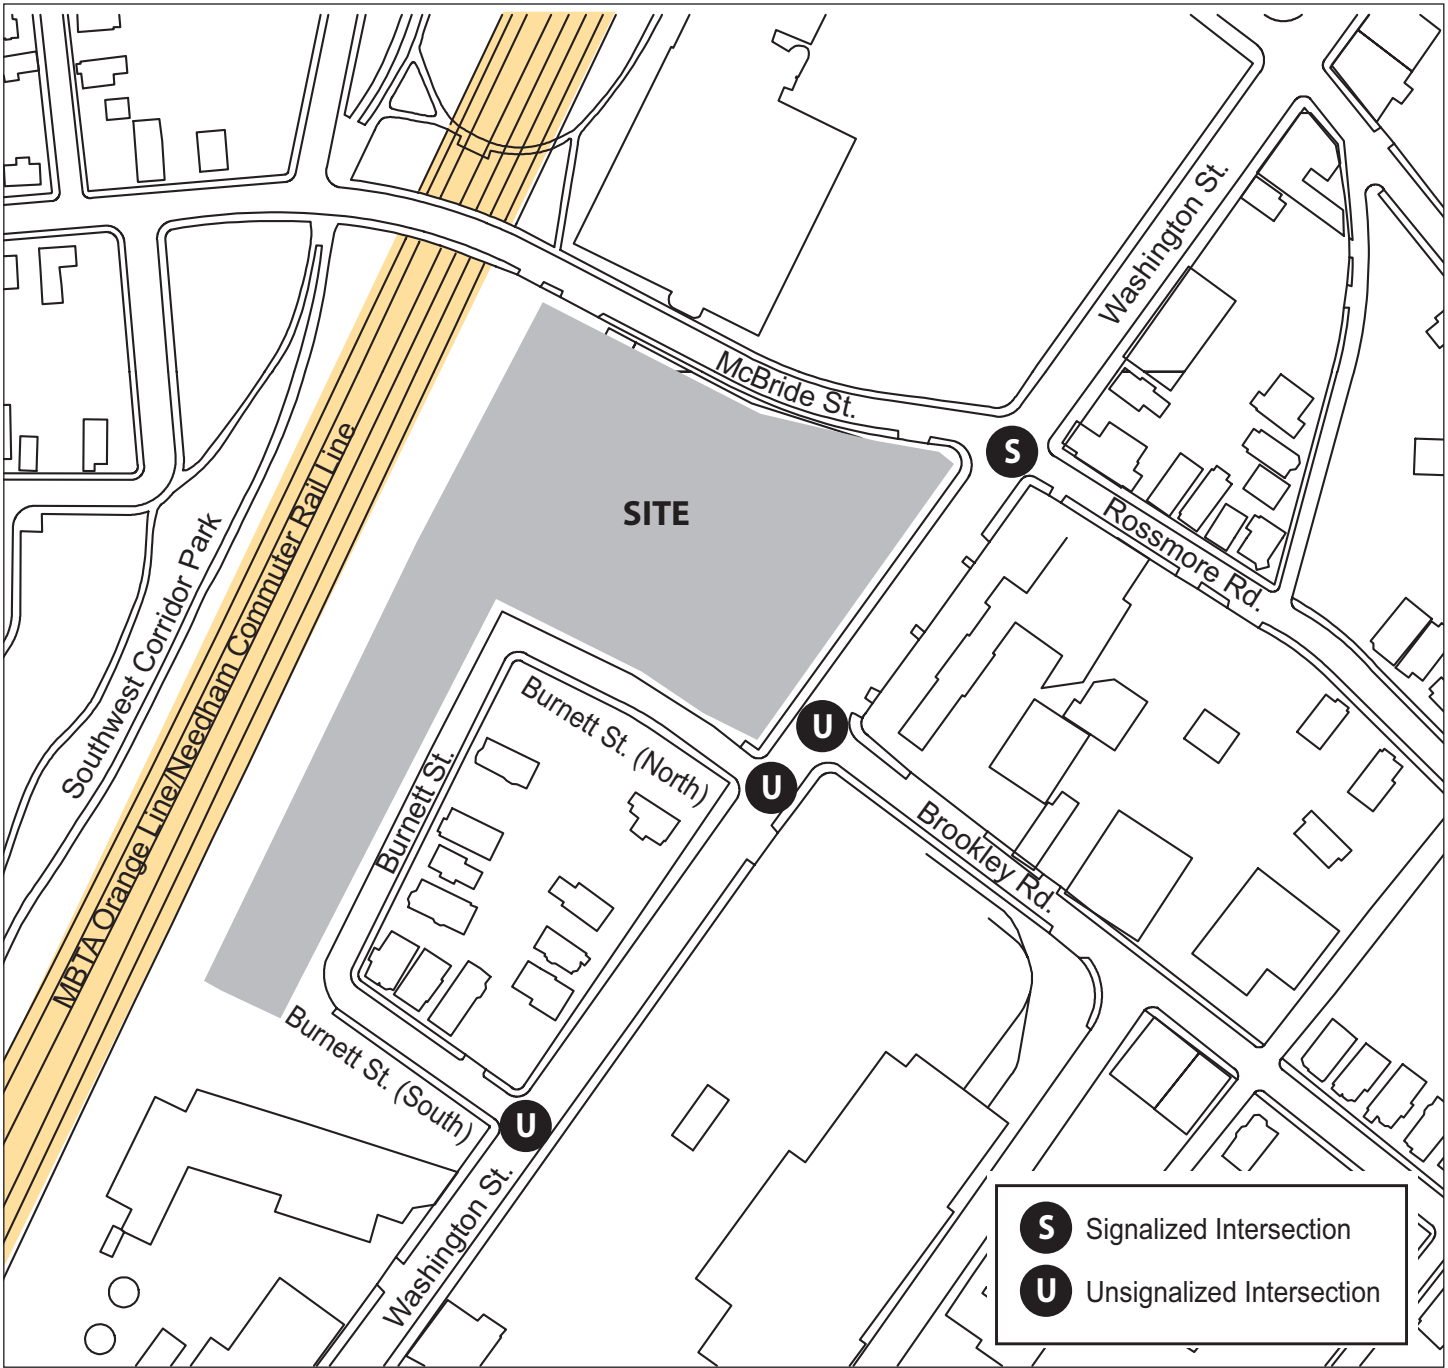 Washington St.
McBride St.
S
SITE
Rossmore Rd.
MBTA Orange Line/Needham Commuter Rail Line
Southwest Corridor Park
Burnett St. (North)
U
U
Burnett St.
Brookley Rd.
Burnett St. (South)
U
Washington St.
S Signalized Intersection
U Unsignalized Intersection